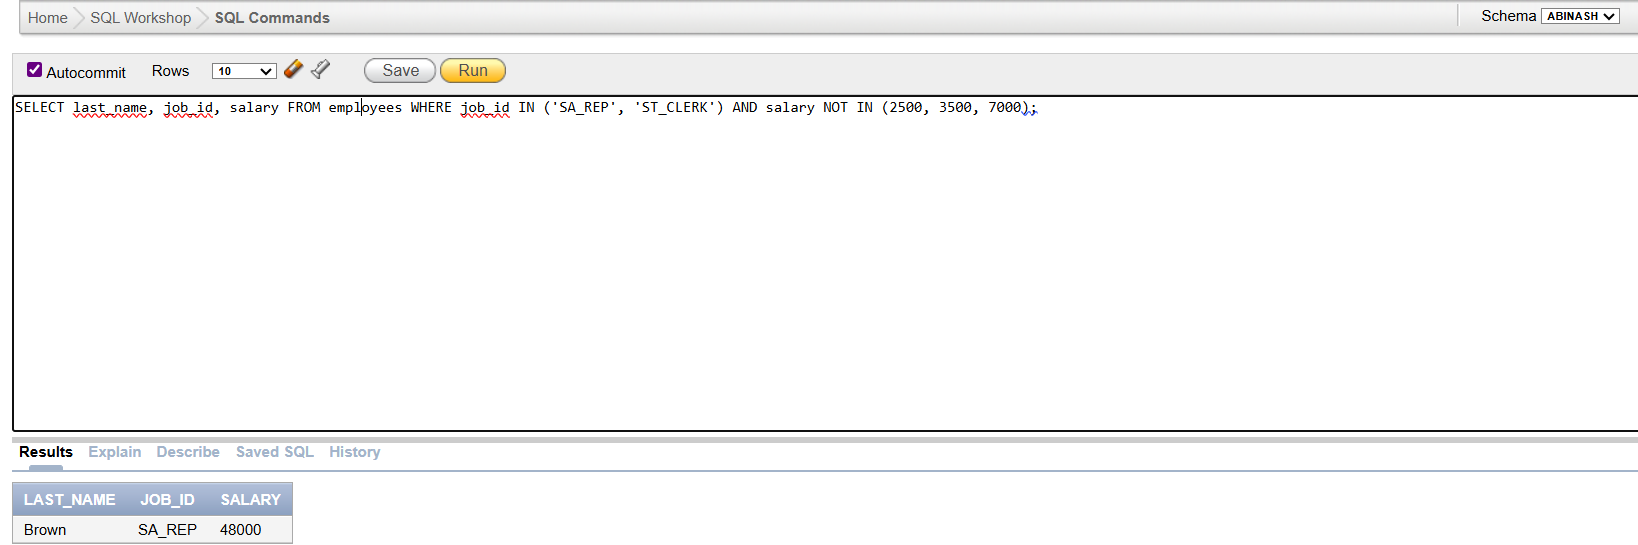 Home SQL Workshop SQL Commands Schema ABINASH
Autocommit Rows 10 Save Run
SELECT last_name, job_id, salary FROM employees WHERE job_id IN ('SA_REP', 'ST_CLERK') AND salary NOT IN (2500, 3500, 7000);
Results Explain Describe Saved SQL History
LAST_NAME JOB_ID SALARY
Brown SA_REP 48000